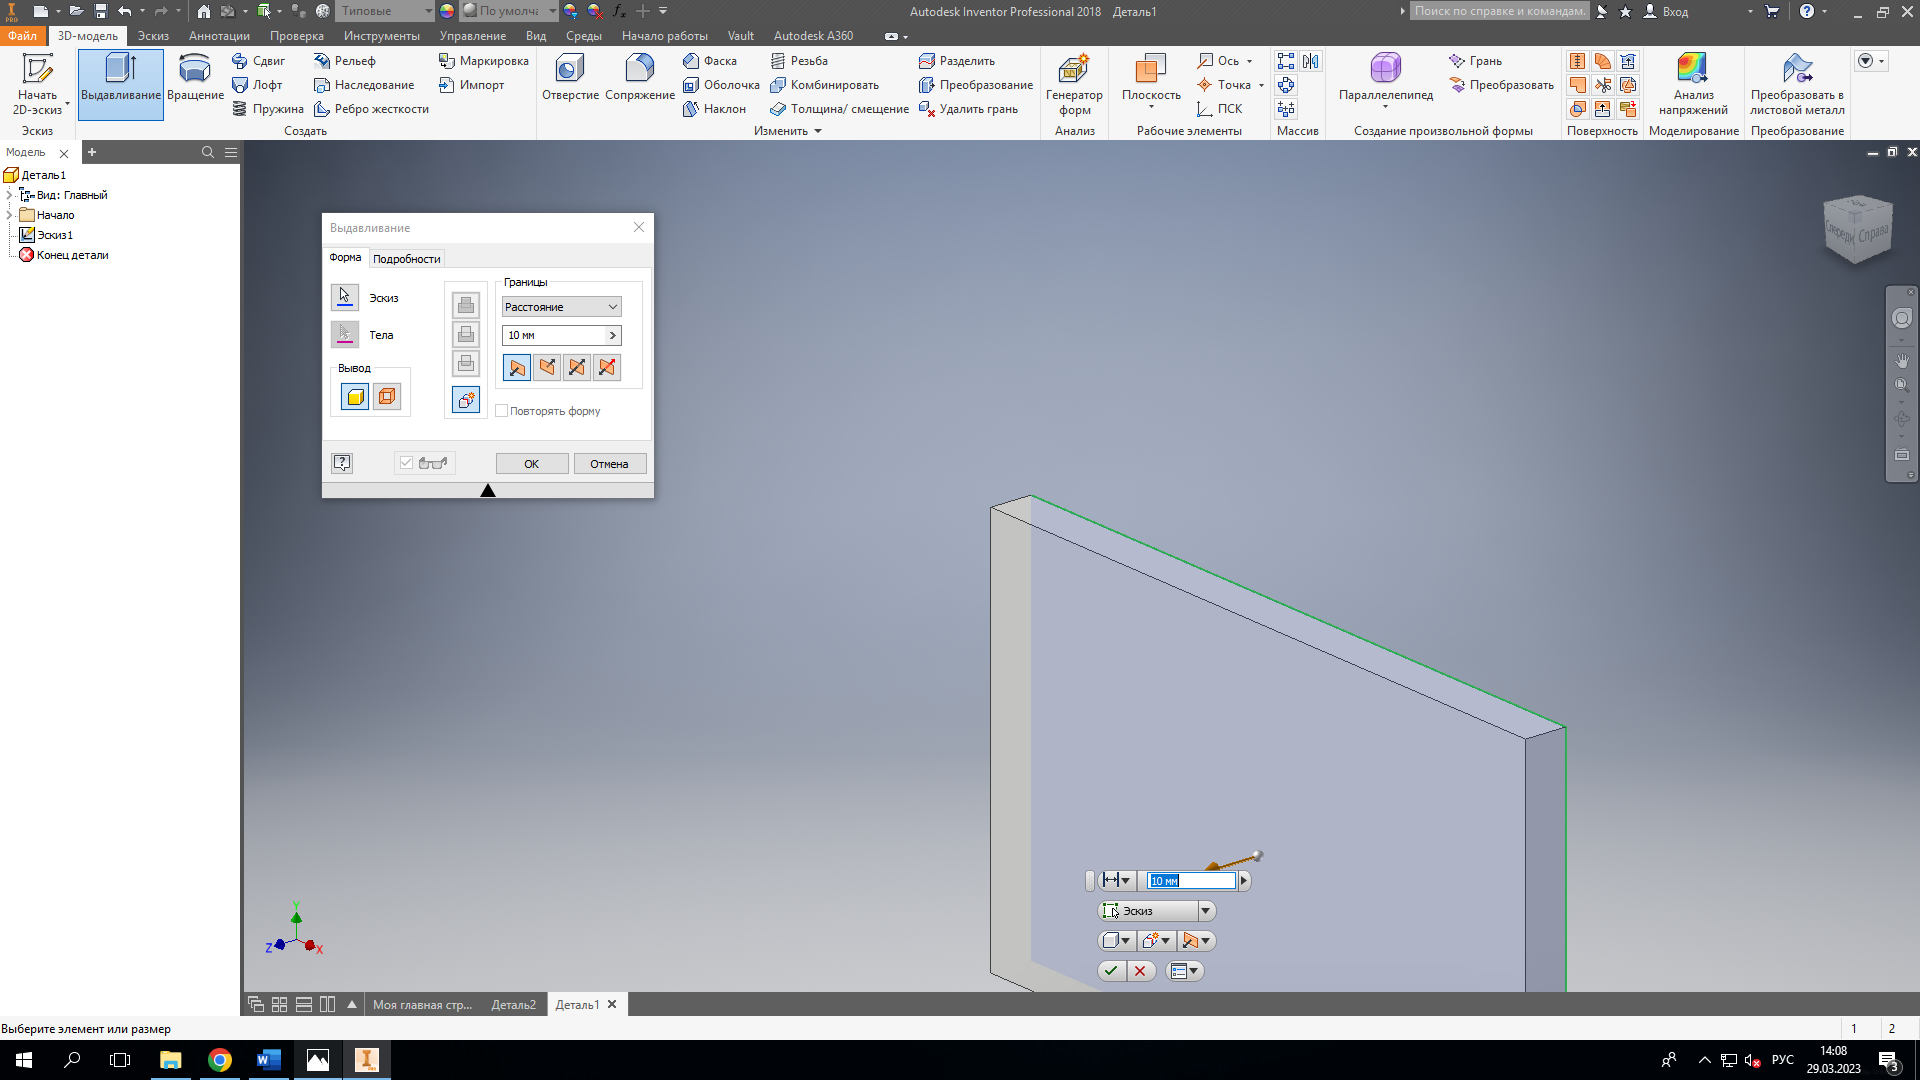 Типовые
По умолча
Autodesk Inventor Professional 2018 Деталь1
Поиск по справке и командам.
Вход
Файл 3D-модель Эскиз Аннотации Проверка Инструменты Управление Вид Среды Начало работы Vault Autodesk A360
Начать 2D-эскиз
Выдавливание
Вращение
Сдвиг
Лофт
Пружина
Рельеф
Наследование
Ребро жесткости
Маркировка
Импорт
Отверстие
Сопряжение
Фаска
Оболочка
Наклон
Резьба
Комбинировать
Толщина/ смещение
Разделить
Преобразование
Удалить грань
Генератор форм
Плоскость
Ось
Точка
ПСК
Параллелепипед
Грань
Преобразовать
Анализ напряжений
Преобразовать в листовой металл
Эскиз
Создать
Изменить
Анализ
Рабочие элементы
Массив
Создание произвольной формы
Поверхность
Моделирование
Преобразование
Модель
Деталь1
Вид: Главный
Начало
Эскиз1
Конец детали
Выдавливание
Форма Подробности
Эскиз
Тела
Вывод
Границы
Расстояние
10 мм
Повторять форму
OK Отмена
Спереди Справа
10 мм
Эскиз
Y
Z
X
Моя главная стр... Деталь2 Деталь1
Выберите элемент или размер
1 2
РУС
14:08
29.03.2023
3